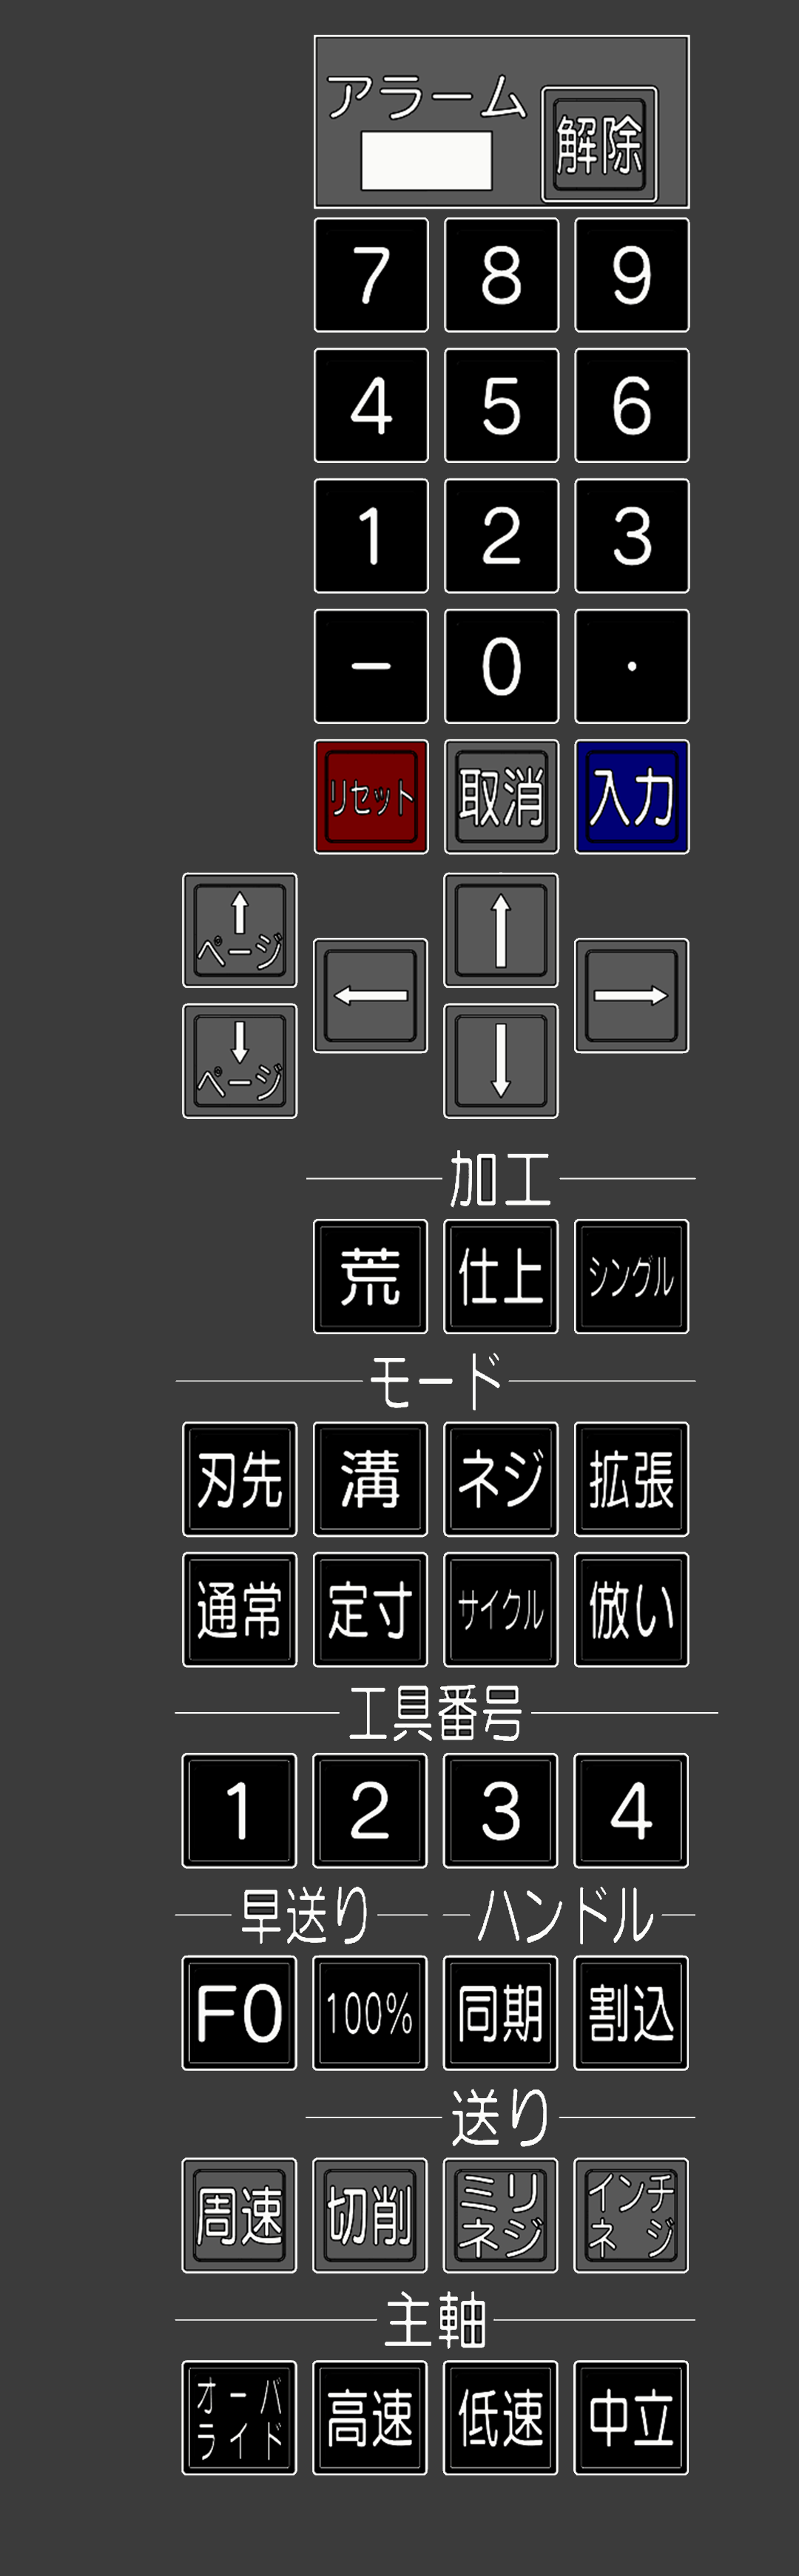 アラーム 解除
7 8 9
4 5 6
1 2 3
- 0 .
リセット 取消 入力
↑ ↑
ページ
← →
↓ ↓
ページ
加工
荒 仕上 シングル
モード
刃先 溝 ネジ 拡張
通常 定寸 サイクル 倣い
工具番号
1 2 3 4
早送り ハンドル
F0 100% 同期 割込
送り
周速 切削 ミリ インチ
ネジ ネジ
主軸
オーバ 高速 低速 中立
ライド